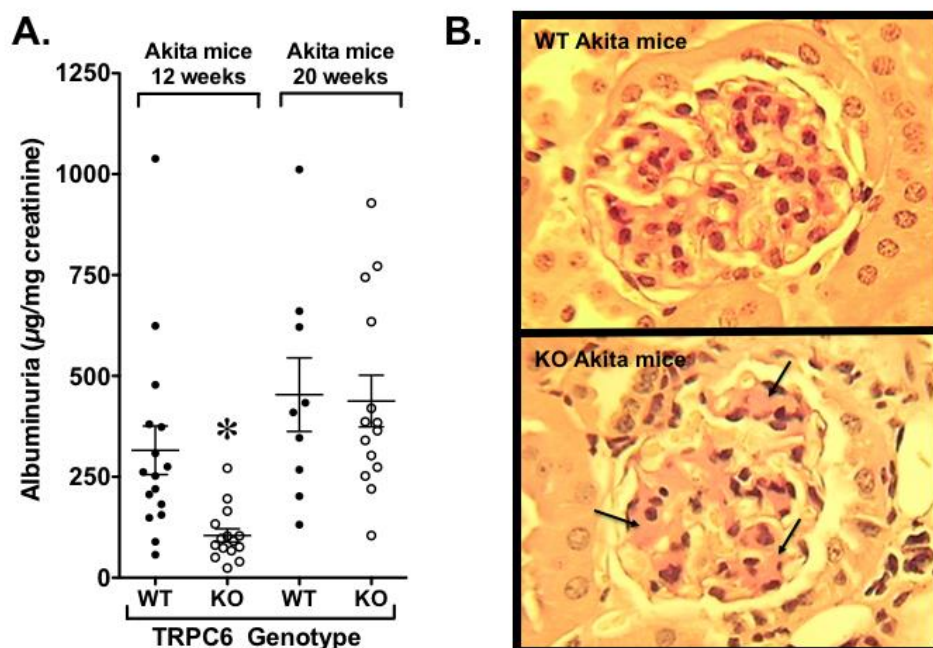 A.
Akita mice
12 weeks
Akita mice
20 weeks
1250
1000
750
500
250
0
Albuminuria (µg/mg creatinine)
*
WT
KO
WT
KO
TRPC6 Genotype
B.
WT Akita mice
KO Akita mice